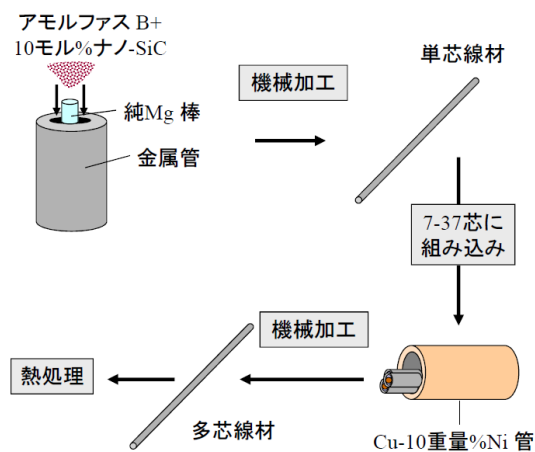 アモルファス B+
10モル%ナノ-SiC
純Mg 棒
金属管
機械加工
単芯線材
7-37芯に
組み込み
Cu-10重量%Ni 管
機械加工
多芯線材
熱処理